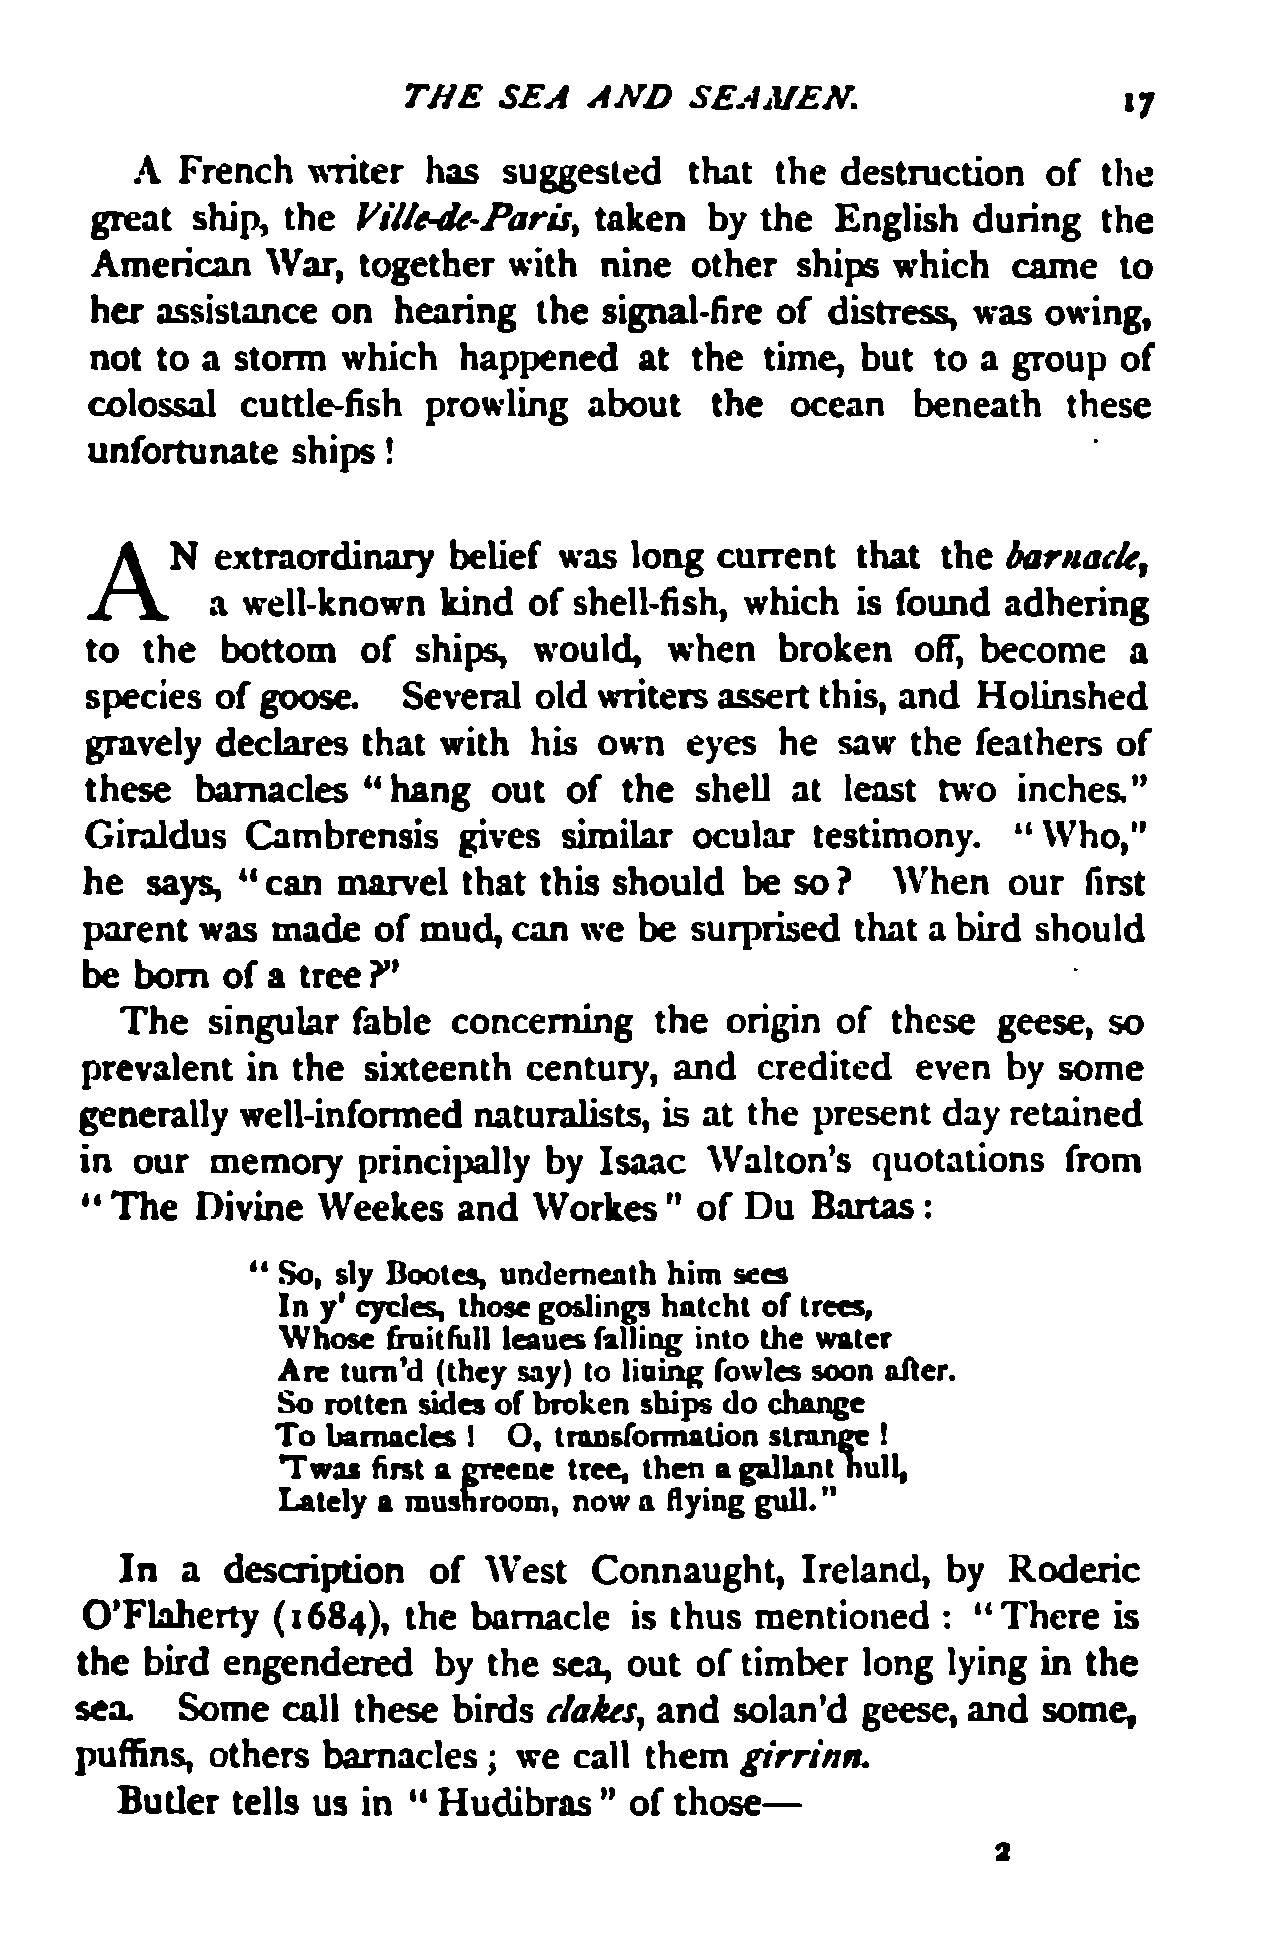 THE SEA AND SEAMEN. 17
A French writer has suggested that the destruction of the
great ship, the Ville-de-Paris, taken by the English during the
American War, together with nine other ships which came to
her assistance on hearing the signal-fire of distress, was owing,
not to a storm which happened at the time, but to a group of
colossal cuttle-fish prowling about the ocean beneath these
unfortunate ships !
AN extraordinary belief was long current that the barnacle,
a well-known kind of shell-fish, which is found adhering
to the bottom of ships, would, when broken off, become a
species of goose. Several old writers assert this, and Holinshed
gravely declares that with his own eyes he saw the feathers of
these barnacles “ hang out of the shell at least two inches.”
Giraldus Cambrensis gives similar ocular testimony. “ Who,”
he says, “ can marvel that this should be so ? When our first
parent was made of mud, can we be surprised that a bird should
be born of a tree ?”
The singular fable concerning the origin of these geese, so
prevalent in the sixteenth century, and credited even by some
generally well-informed naturalists, is at the present day retained
in our memory principally by Isaac Walton’s quotations from
“ The Divine Weekes and Workes ” of Du Bartas :
“ So, sly Bootes, underneath him sees
In y’ cycles, those goslings hatcht of trees,
Whose fruitfull leaues falling into the water
Are turn’d (they say) to liuing fowles soon after.
So rotten sides of broken ships do change
To barnacles ! O, transformation strange !
’Twas first a greene tree, then a gallant hull,
Lately a mushroom, now a flying gull.”
In a description of West Connaught, Ireland, by Roderic
O’Flaherty (1684), the barnacle is thus mentioned : “ There is
the bird engendered by the sea, out of timber long lying in the
sea. Some call these birds clakes, and solan’d geese, and some,
puffins, others barnacles ; we call them girrinn.
Butler tells us in “ Hudibras ” of those—
2